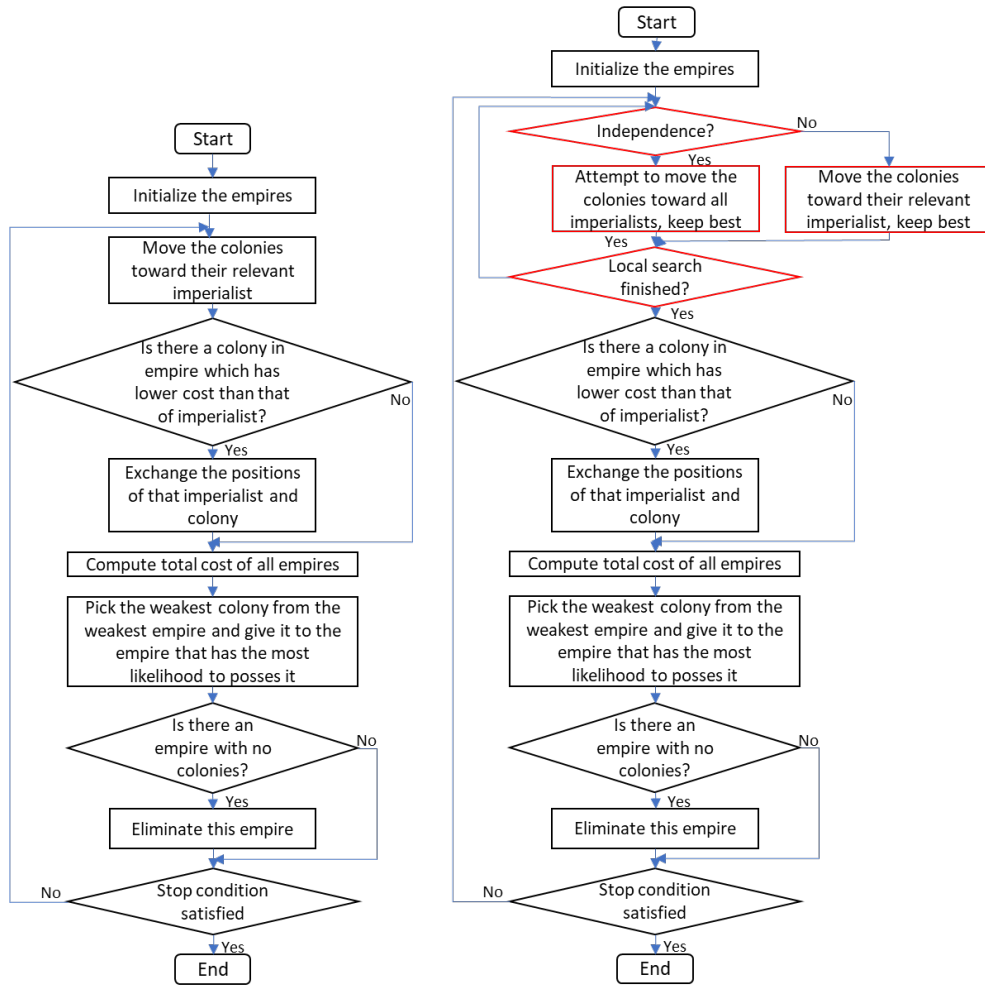 Start
Initialize the empires
Move the colonies
toward their relevant
imperialist
Is there a colony in
empire which has
lower cost than that
of imperialist?
No
Yes
Exchange the positions
of that imperialist and
colony
Compute total cost of all empires
Pick the weakest colony from the
weakest empire and give it to the
empire that has the most
likelihood to posses it
Is there an
empire with no
colonies?
No
Yes
Eliminate this empire
Stop condition
satisfied
No
Yes
End
Start
Initialize the empires
Independence?
No
Yes
Attempt to move the
colonies toward all
imperialists, keep best
Move the colonies
toward their relevant
imperialist, keep best
Yes
Local search
finished?
Yes
Is there a colony in
empire which has
lower cost than that
of imperialist?
No
Yes
Exchange the positions
of that imperialist and
colony
Compute total cost of all empires
Pick the weakest colony from the
weakest empire and give it to the
empire that has the most
likelihood to posses it
Is there an
empire with no
colonies?
No
Yes
Eliminate this empire
Stop condition
satisfied
No
Yes
End